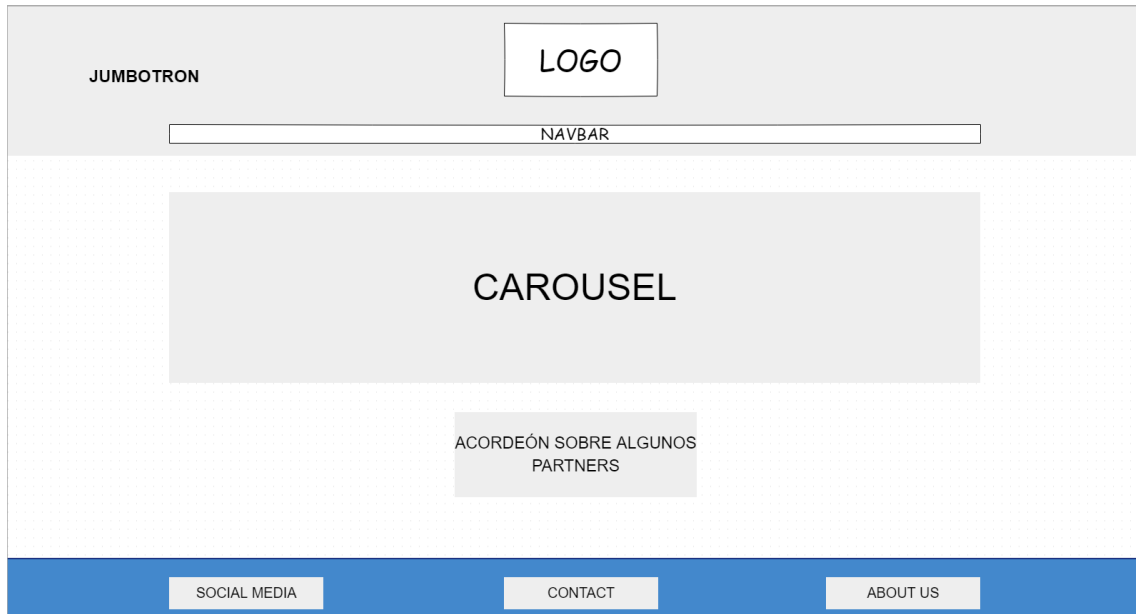 LOGO
JUMBOTRON
NAVBAR
CAROUSEL
ACORDEÓN SOBRE ALGUNOS
PARTNERS
SOCIAL MEDIA
CONTACT
ABOUT US